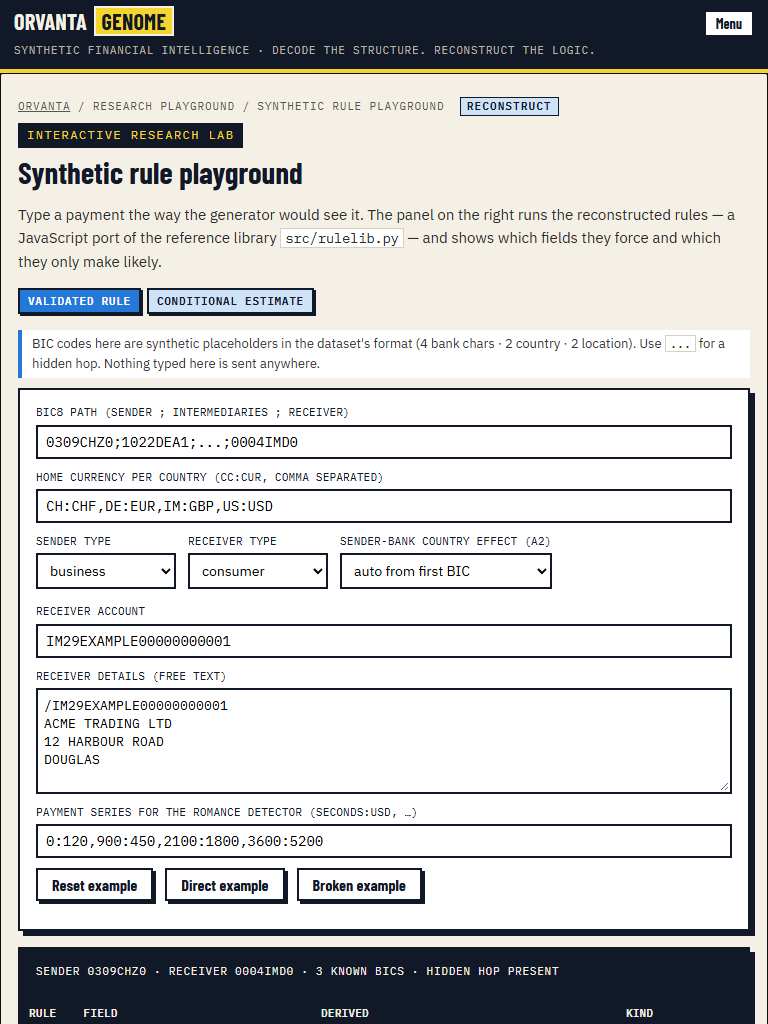 ORVANTA GENOME
Menu
SYNTHETIC FINANCIAL INTELLIGENCE · DECODE THE STRUCTURE. RECONSTRUCT THE LOGIC.
ORVANTA / RESEARCH PLAYGROUND / SYNTHETIC RULE PLAYGROUND RECONSTRUCT
INTERACTIVE RESEARCH LAB
Synthetic rule playground
Type a payment the way the generator would see it. The panel on the right runs the reconstructed rules — a
JavaScript port of the reference library src/rulelib.py — and shows which fields they force and which
they only make likely.
VALIDATED RULE CONDITIONAL ESTIMATE
BIC codes here are synthetic placeholders in the dataset's format (4 bank chars · 2 country · 2 location). Use ... for a
hidden hop. Nothing typed here is sent anywhere.
BIC8 PATH (SENDER ; INTERMEDIARIES ; RECEIVER)
0309CHZ0;1022DEA1;...;0004IMD0
HOME CURRENCY PER COUNTRY (CC:CUR, COMMA SEPARATED)
CH:CHF,DE:EUR,IM:GBP,US:USD
SENDER TYPE RECEIVER TYPE SENDER-BANK COUNTRY EFFECT (A2)
business consumer auto from first BIC
RECEIVER ACCOUNT
IM29EXAMPLE00000000001
RECEIVER DETAILS (FREE TEXT)
/IM29EXAMPLE00000000001
ACME TRADING LTD
12 HARBOUR ROAD
DOUGLAS
PAYMENT SERIES FOR THE ROMANCE DETECTOR (SECONDS:USD, …)
0:120,900:450,2100:1800,3600:5200
Reset example Direct example Broken example
SENDER 0309CHZ0 · RECEIVER 0004IMD0 · 3 KNOWN BICS · HIDDEN HOP PRESENT
RULE FIELD DERIVED KIND